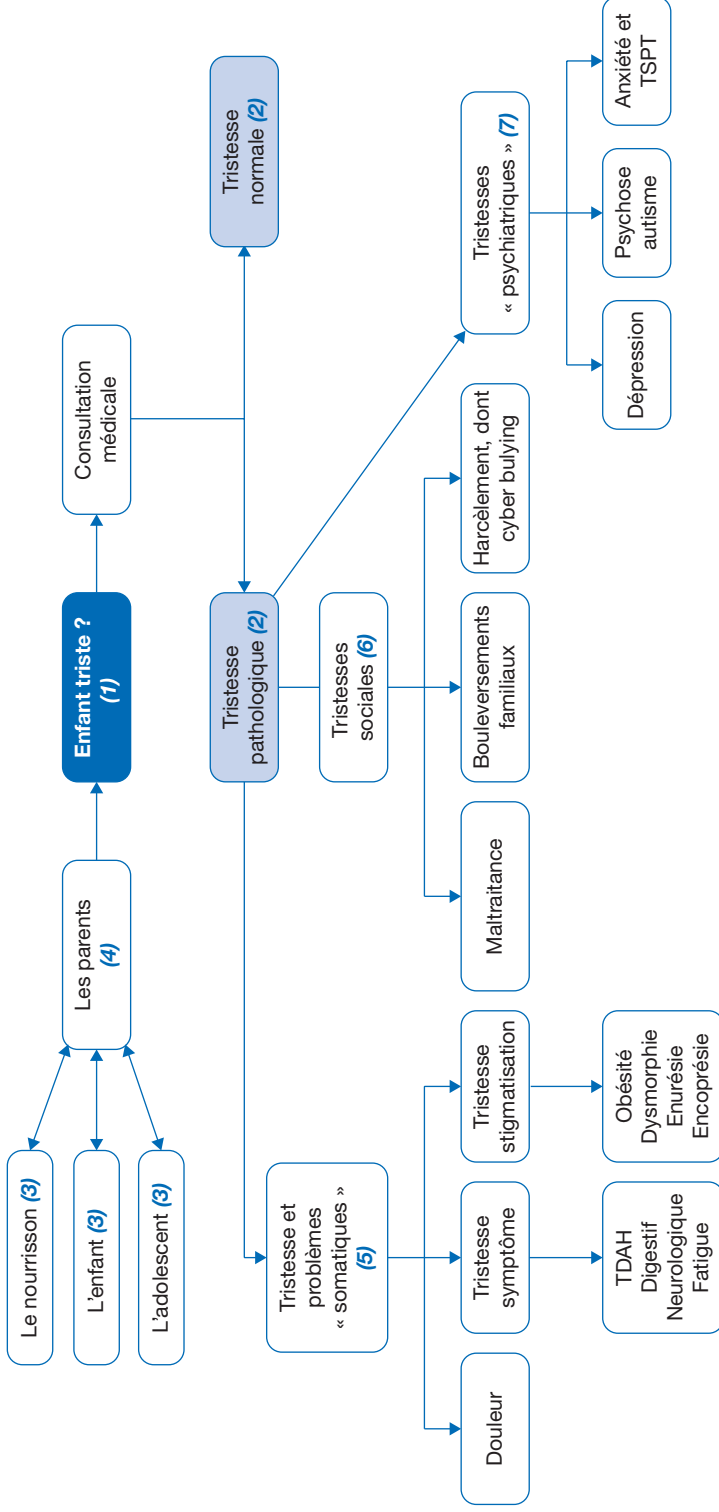 Le nourrisson (3)
L'enfant (3)
L'adolescent (3)
Les parents
(4)
Enfant triste ?
(1)
Consultation
médicale
Tristesse
pathologique (2)
Tristesse
normale (2)
Tristesse et
problèmes
« somatiques »
(5)
Tristesses
sociales (6)
Tristesses
« psychiatriques » (7)
Douleur
Tristesse
symptôme
Tristesse
stigmatisation
Maltraitance
Bouleversements
familiaux
Harcèlement, dont
cyber bulying
TDAH
Digestif
Neurologique
Fatigue
Obésité
Dysmorphie
Enurésie
Encoprésie
Dépression
Psychose
autisme
Anxiété et
TSPT